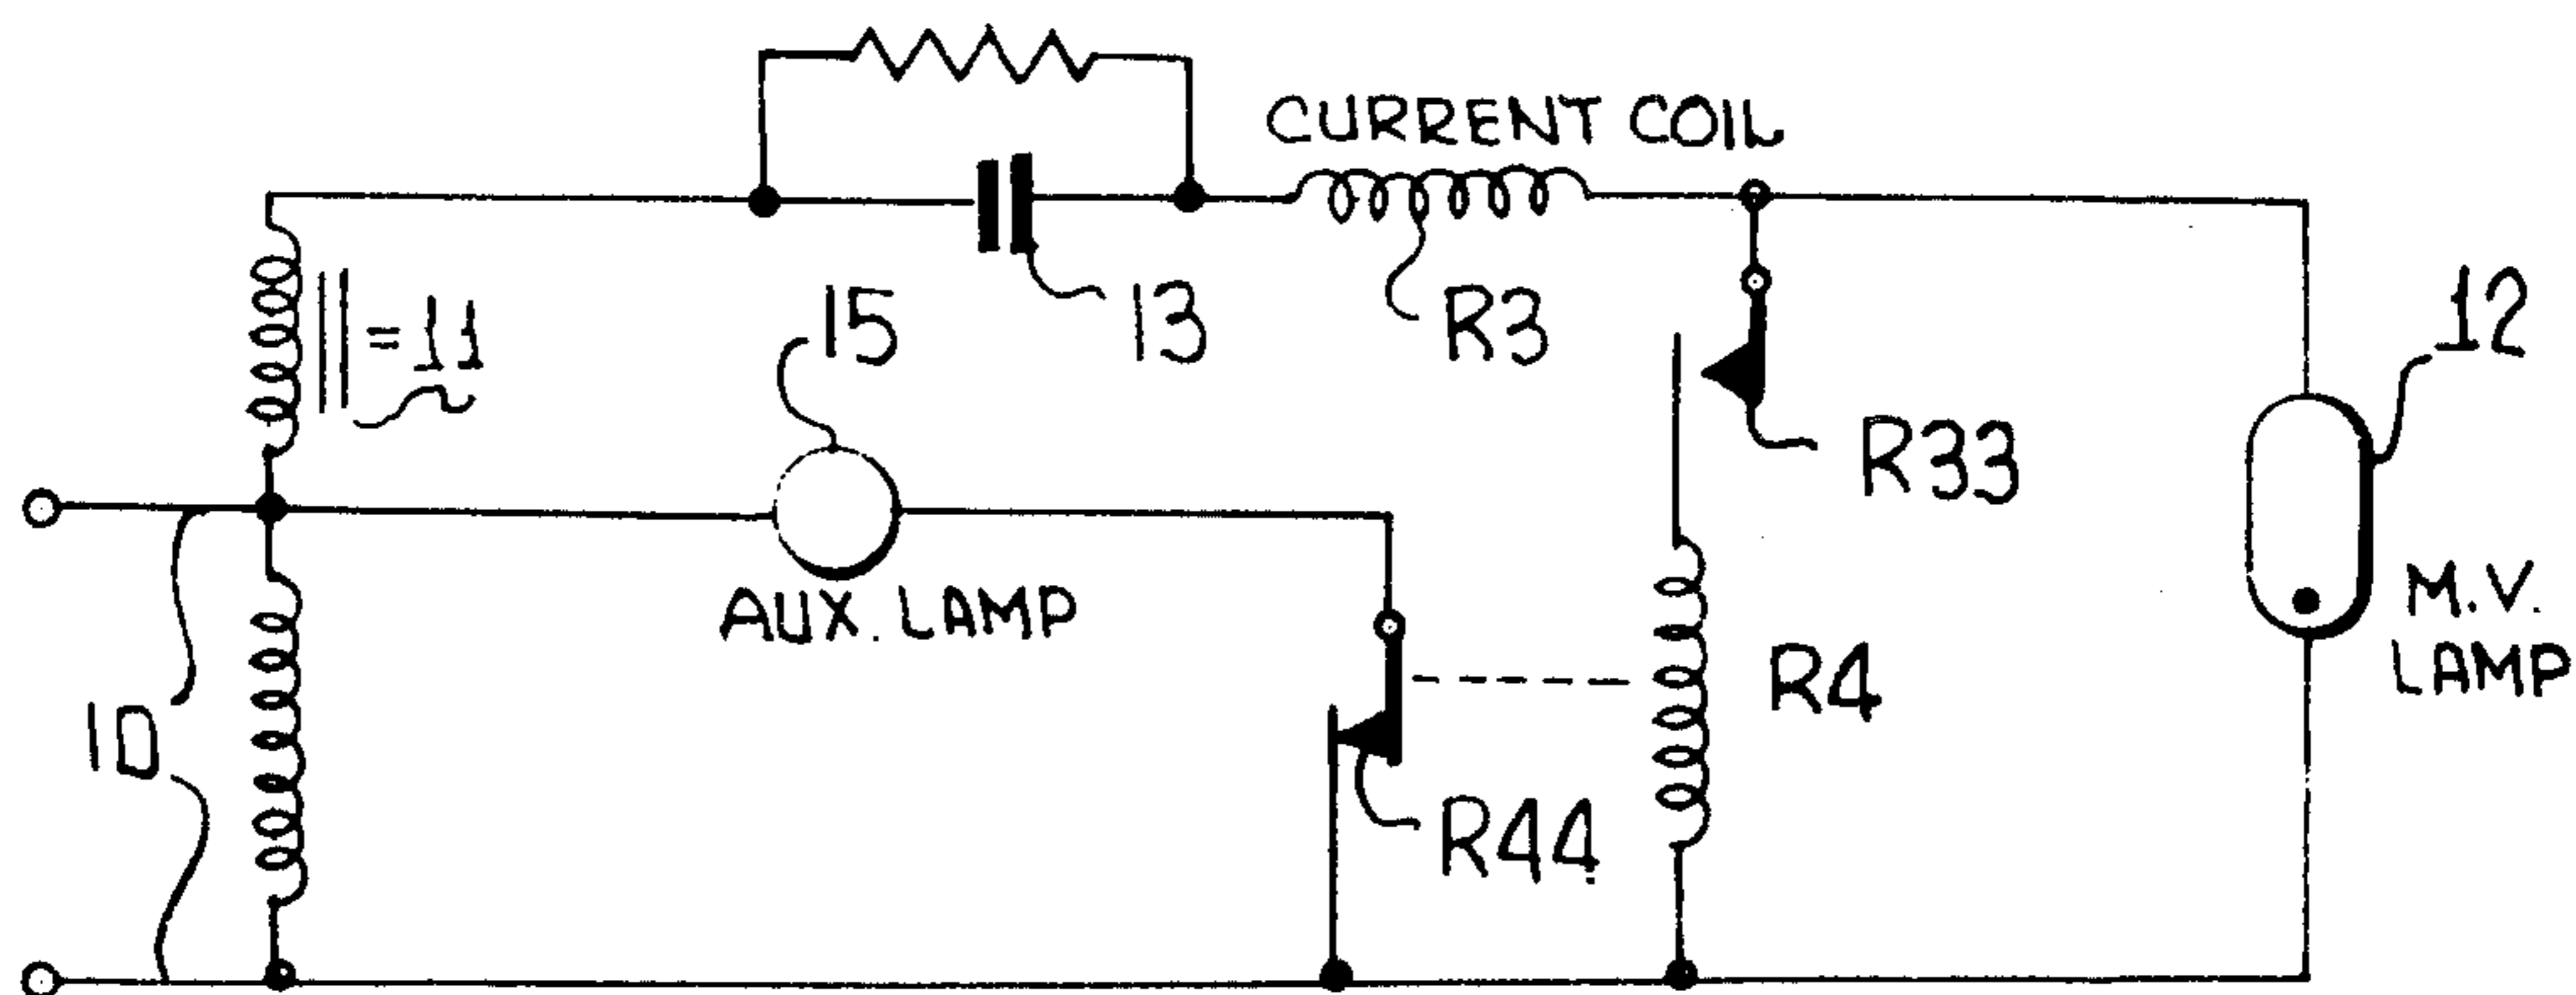 CURRENT COIL
=11
15
13
R3
12
R33
AUX. LAMP
M.V.
LAMP
10
R4
R44